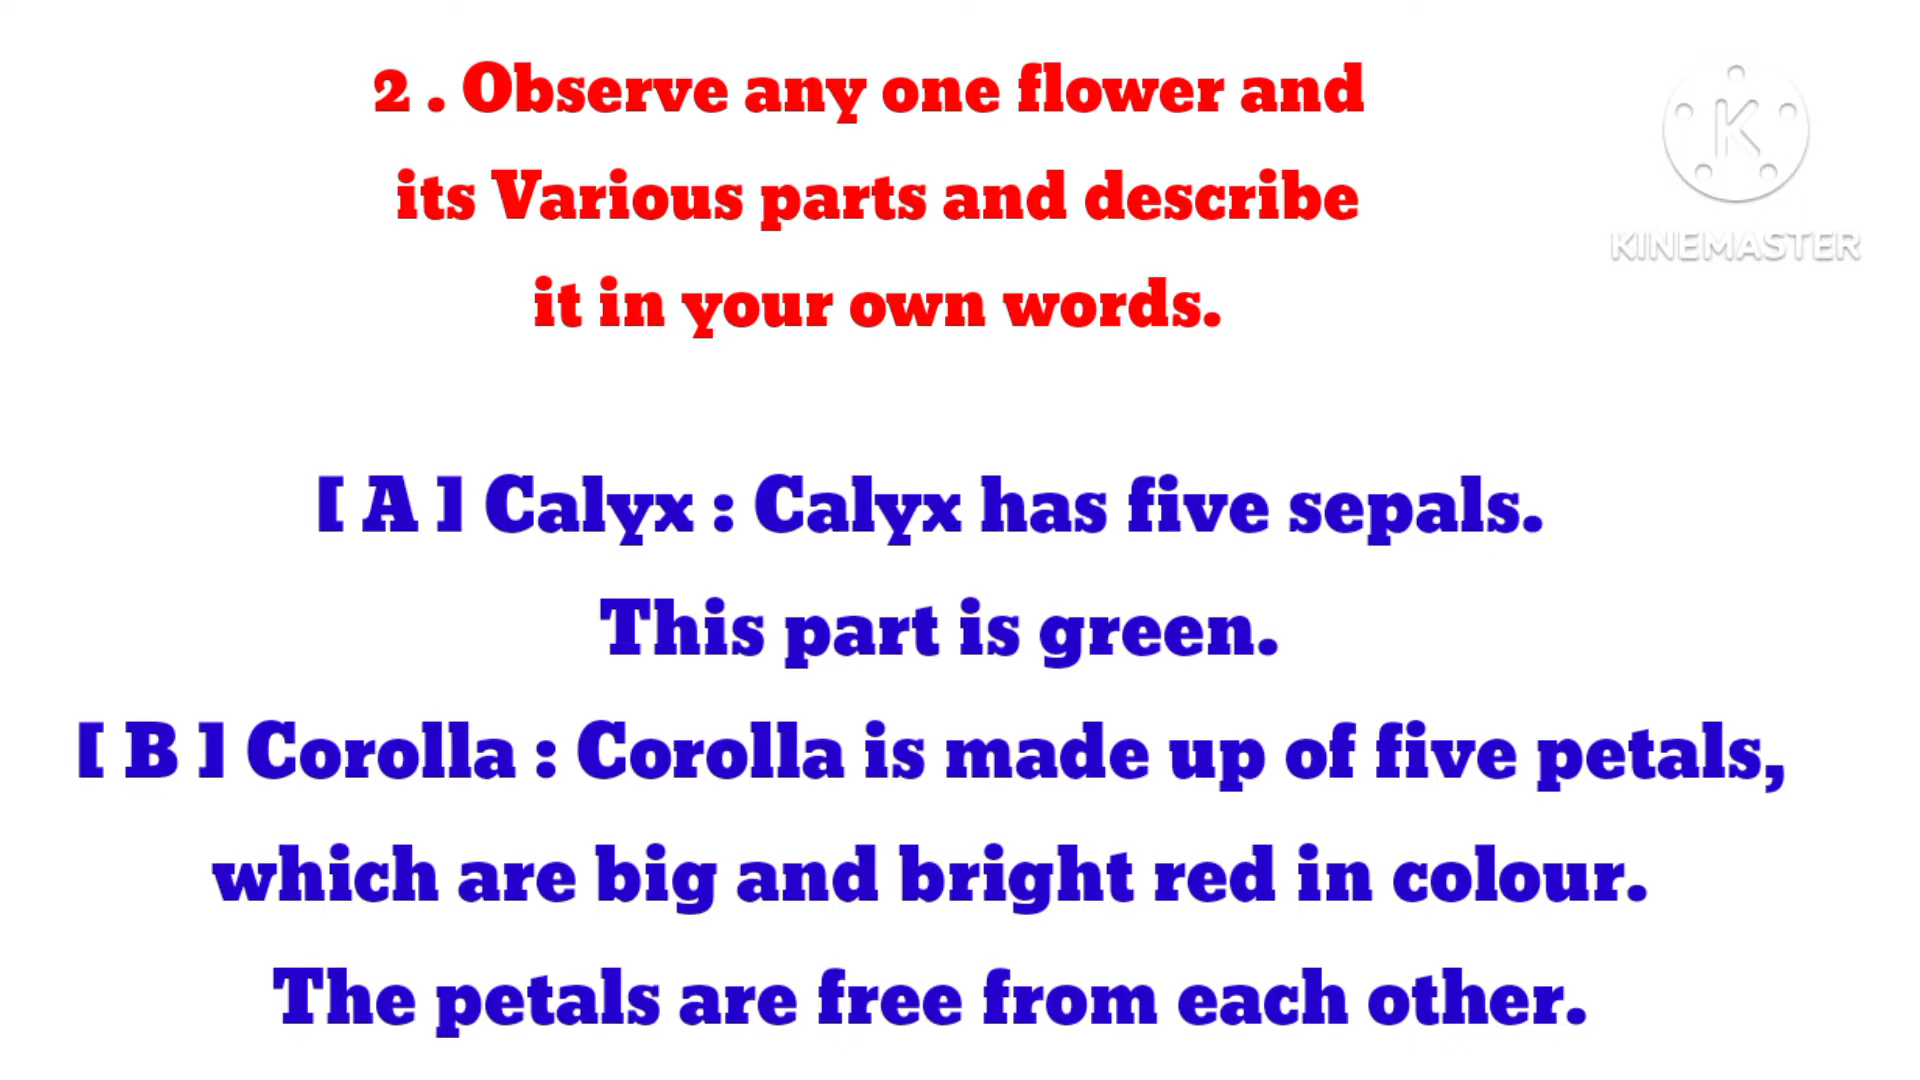 2 . Observe any one flower and
its Various parts and describe
it in your own words.
K
KINEMASTER
[ A ] Calyx : Calyx has five sepals.
This part is green.
[ B ] Corolla : Corolla is made up of five petals,
which are big and bright red in colour.
The petals are free from each other.